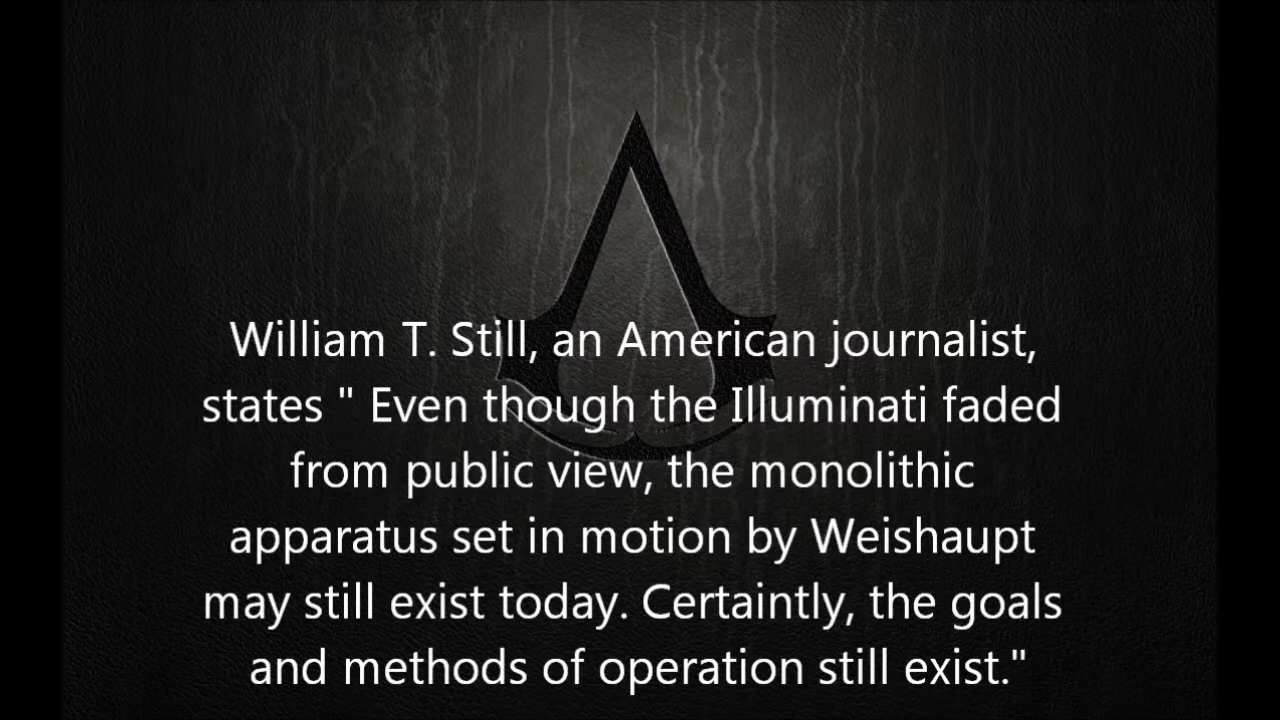 William T. Still, an American journalist,
states " Even though the Illuminati faded
from public view, the monolithic
apparatus set in motion by Weishaupt
may still exist today. Certaintly, the goals
and methods of operation still exist."